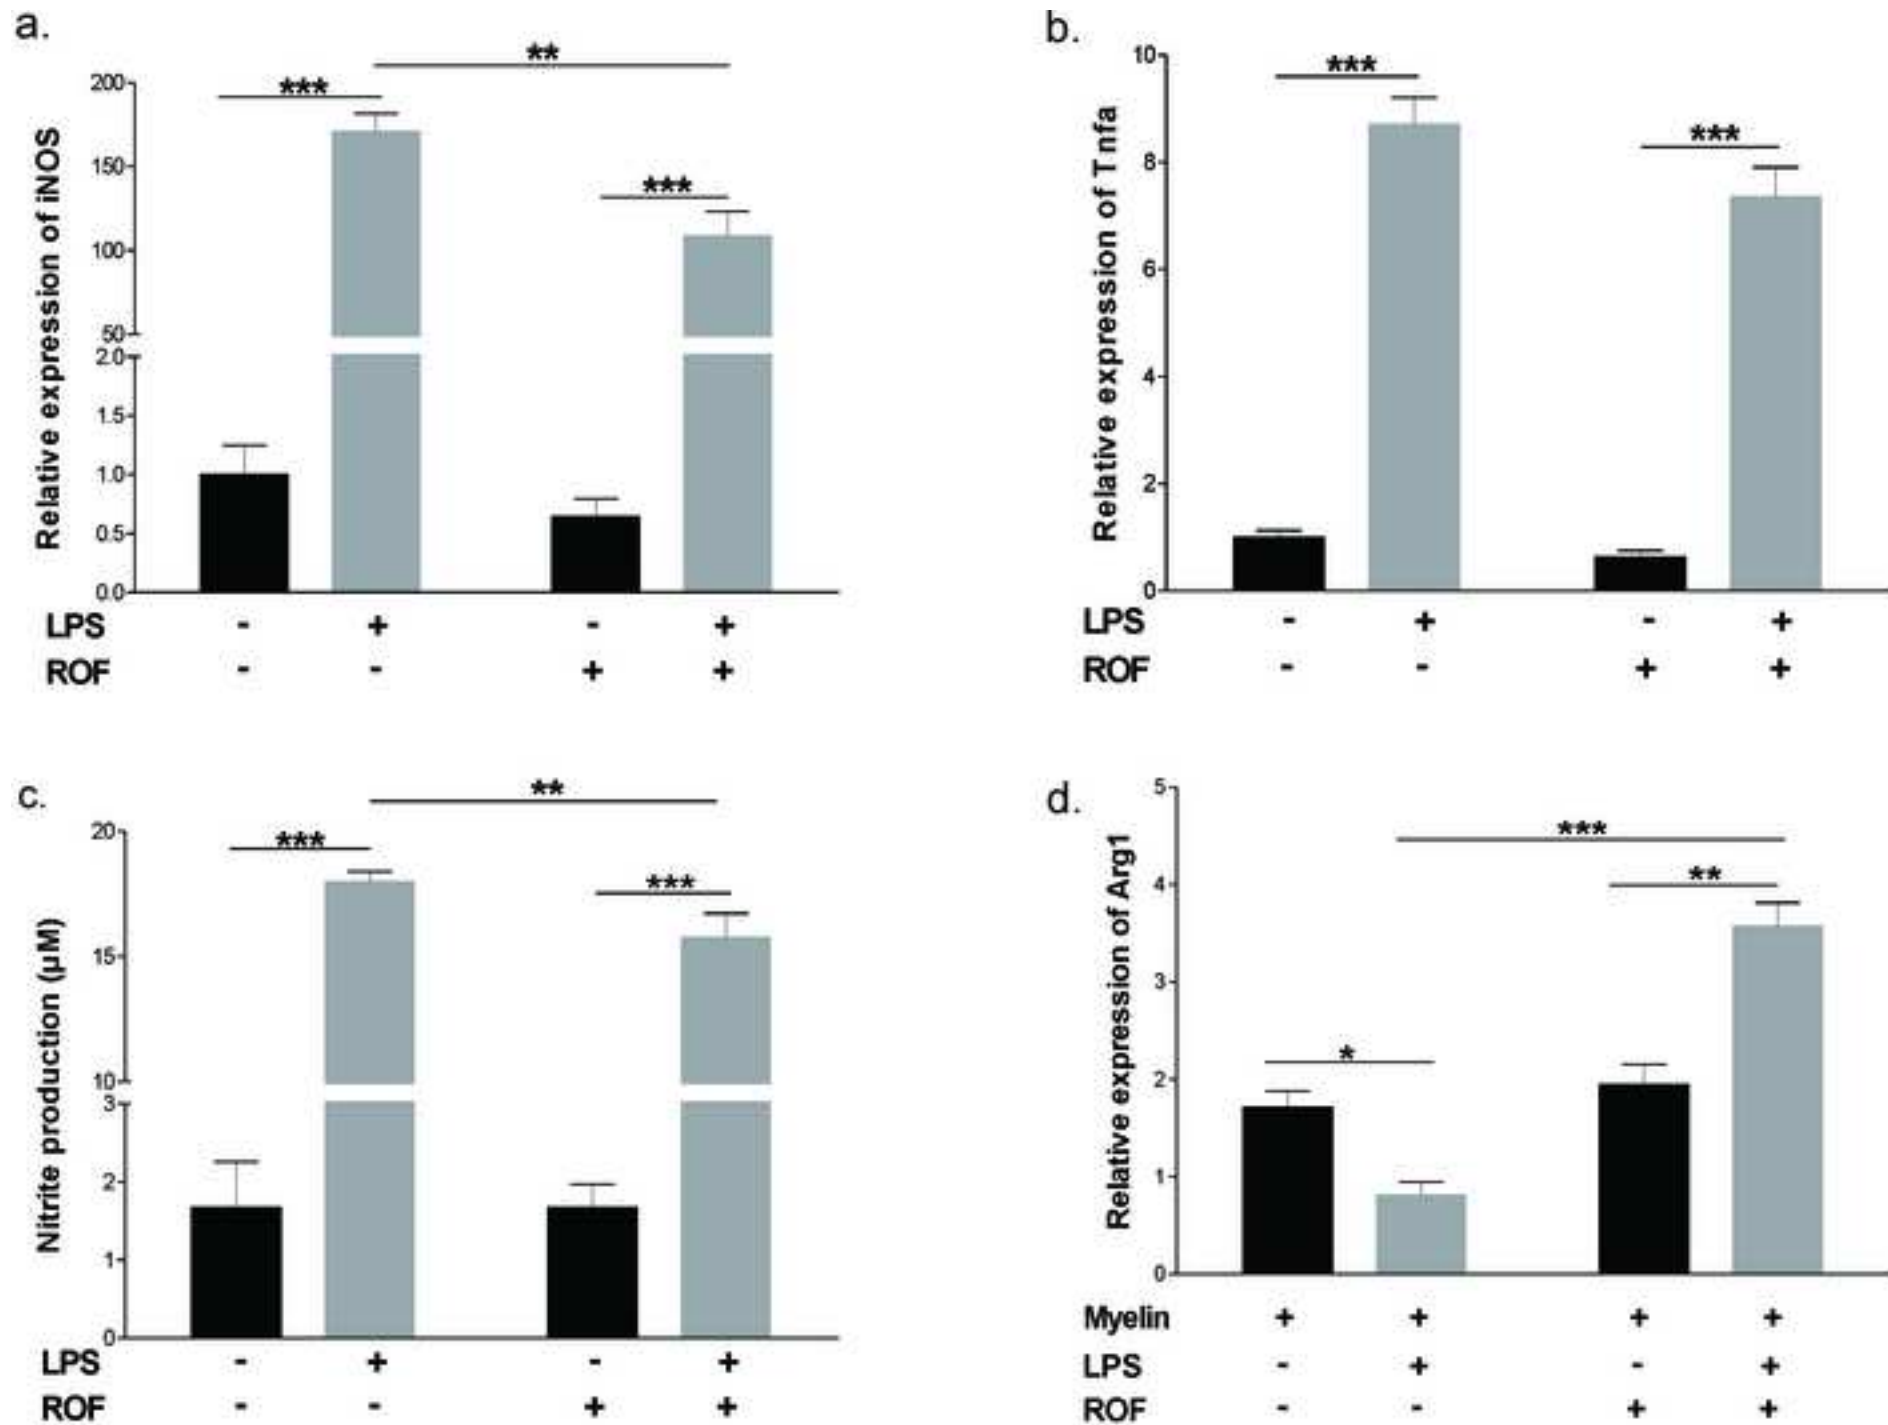 a.
**
***
***
Relative expression of iNOS
200
150
100
50
2.0
1.5
1.0
0.5
0.0
LPS - + - +
ROF - - + +
b.
***
***
Relative expression of Tnfa
10
8
6
4
2
0
LPS - + - +
ROF - - + +
c.
**
***
***
Nitrite production (µM)
20
15
10
3
2
1
0
LPS - + - +
ROF - - + +
d.
***
**
*
Relative expression of Arg1
5
4
3
2
1
0
Myelin + + + +
LPS - + - +
ROF - - + +